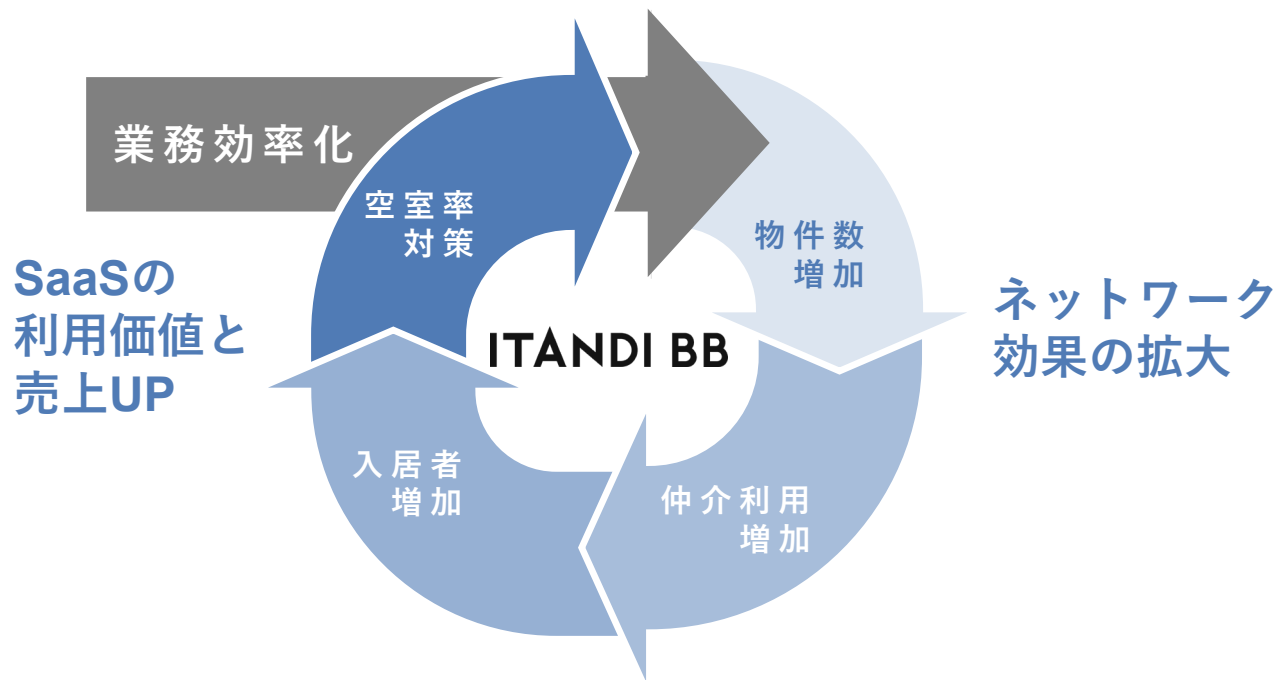 業務効率化
空室率
対策
物件数
増加
SaaSの
利用価値と
売上UP
ITANDI BB
ネットワーク
効果の拡大
入居者
増加
仲介利用
増加